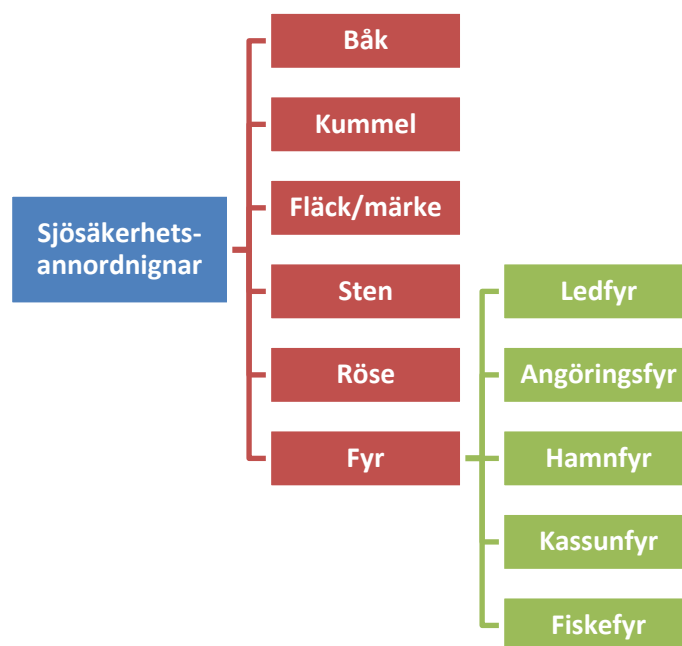 Båk
Kummel
Fläck/märke
Sjösäkerhets-
annordnignar
Sten
Ledfyr
Röse
Angöringsfyr
Fyr
Hamnfyr
Kassunfyr
Fiskefyr